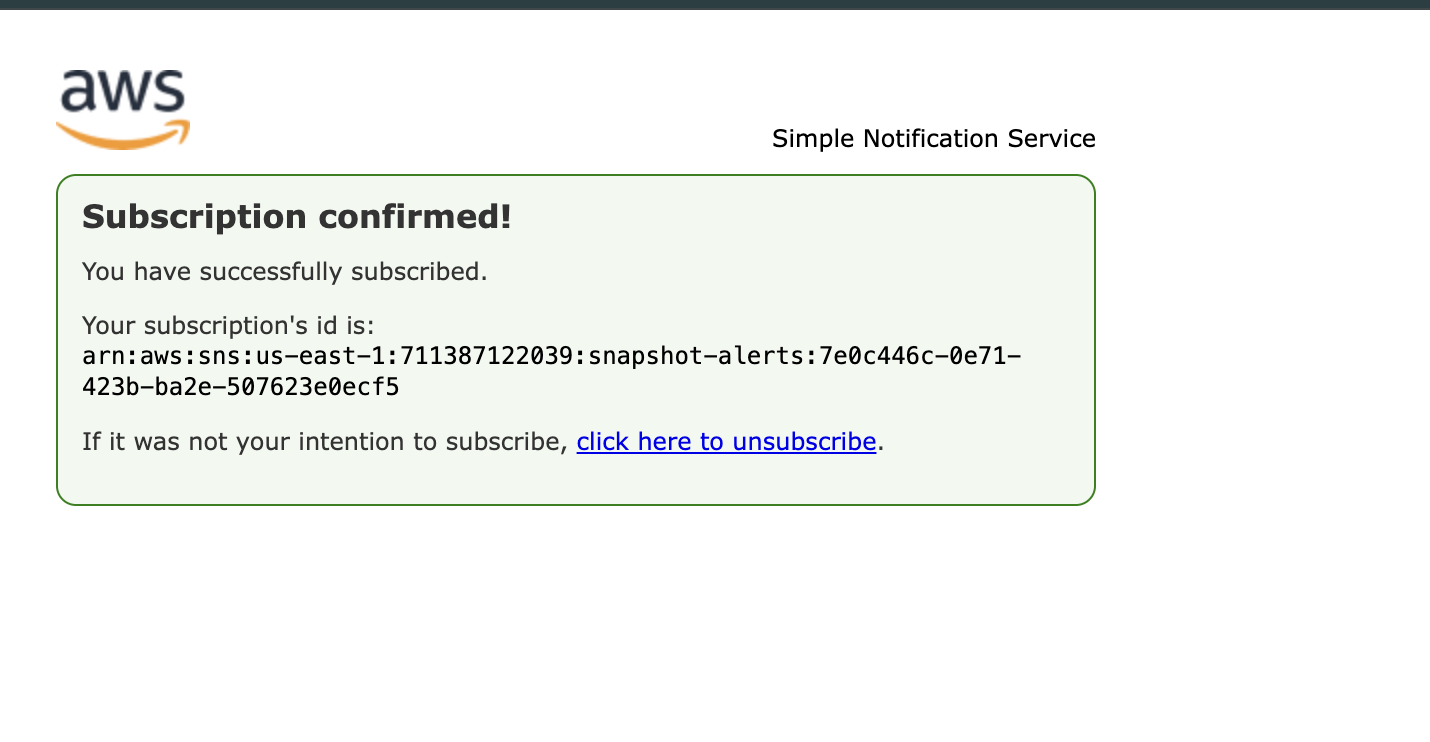 aws
Simple Notification Service
Subscription confirmed!
You have successfully subscribed.
Your subscription's id is:
arn:aws:sns:us-east-1:711387122039:snapshot-alerts:7e0c446c-0e71-
423b-ba2e-507623e0ecf5
If it was not your intention to subscribe, click here to unsubscribe.